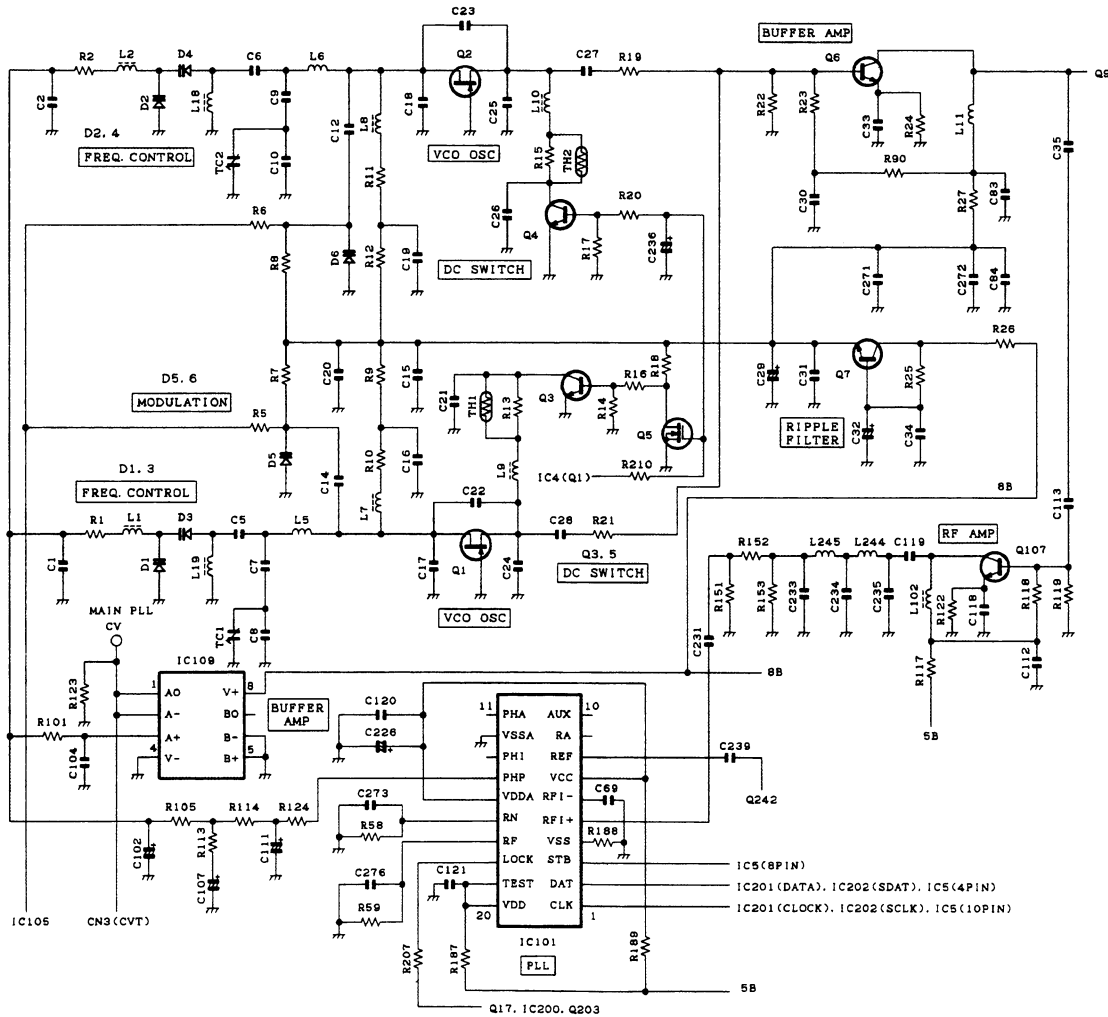 C23
R2
L2
D4
C6
L6
Q2
C27
R19
BUFFER AMP
Q6
Q9
C2
D2
L18
C9
C18
C25
L10
R22
R23
C33
R24
L11
C35
D2. 4
FREQ. CONTROL
TC2
C10
C12
L8
R11
VCO OSC
R15
TH2
R90
C30
R27
C83
R6
R8
D6
R12
C19
C26
Q4
R20
R17
C236
DC SWITCH
C271
C272
C84
R26
D5. 6
MODULATION
R7
C20
R9
C15
R18
C29
C31
Q7
R25
C21
TH1
R13
Q3
R16
R14
Q5
RIPPLE
FILTER
C32
C34
R5
D5
C14
R10
C16
L9
IC4(Q1)
R210
8B
D1. 3
FREQ. CONTROL
L7
C22
C113
R1
L1
D3
C5
L5
C28
R21
Q3. 5
DC SWITCH
RF AMP
C1
D1
L19
C7
C17
Q1
C24
VCO OSC
R152
L245
L244
C119
Q107
R151
R153
C233
C234
C235
L102
R122
C118
R118
R119
MAIN PLL
CV
TC1
C8
C231
R117
C112
IC109
R123
1
AO
V+
8
8B
A-
BO
BUFFER
AMP
R101
A+
B-
4
V-
B+
5
C104
C120
C226
11
PHA
AUX
10
VSSA
RA
5B
PHI
REF
C239
PHP
VCC
Q242
VDDA
RFI-
C69
RN
RFI+
RF
VSS
R188
LOCK
STB
IC5(8PIN)
TEST
DAT
IC201(DATA). IC202(SDAT). IC5(4PIN)
20
VDD
CLK
1
IC201(CLOCK). IC202(SCLK). IC5(10PIN)
R105
R114
R124
C102
R113
C107
C111
C273
R58
C276
R59
C121
IC105
CN3(CVT)
IC101
PLL
R207
R187
R189
5B
Q17. IC200. Q203